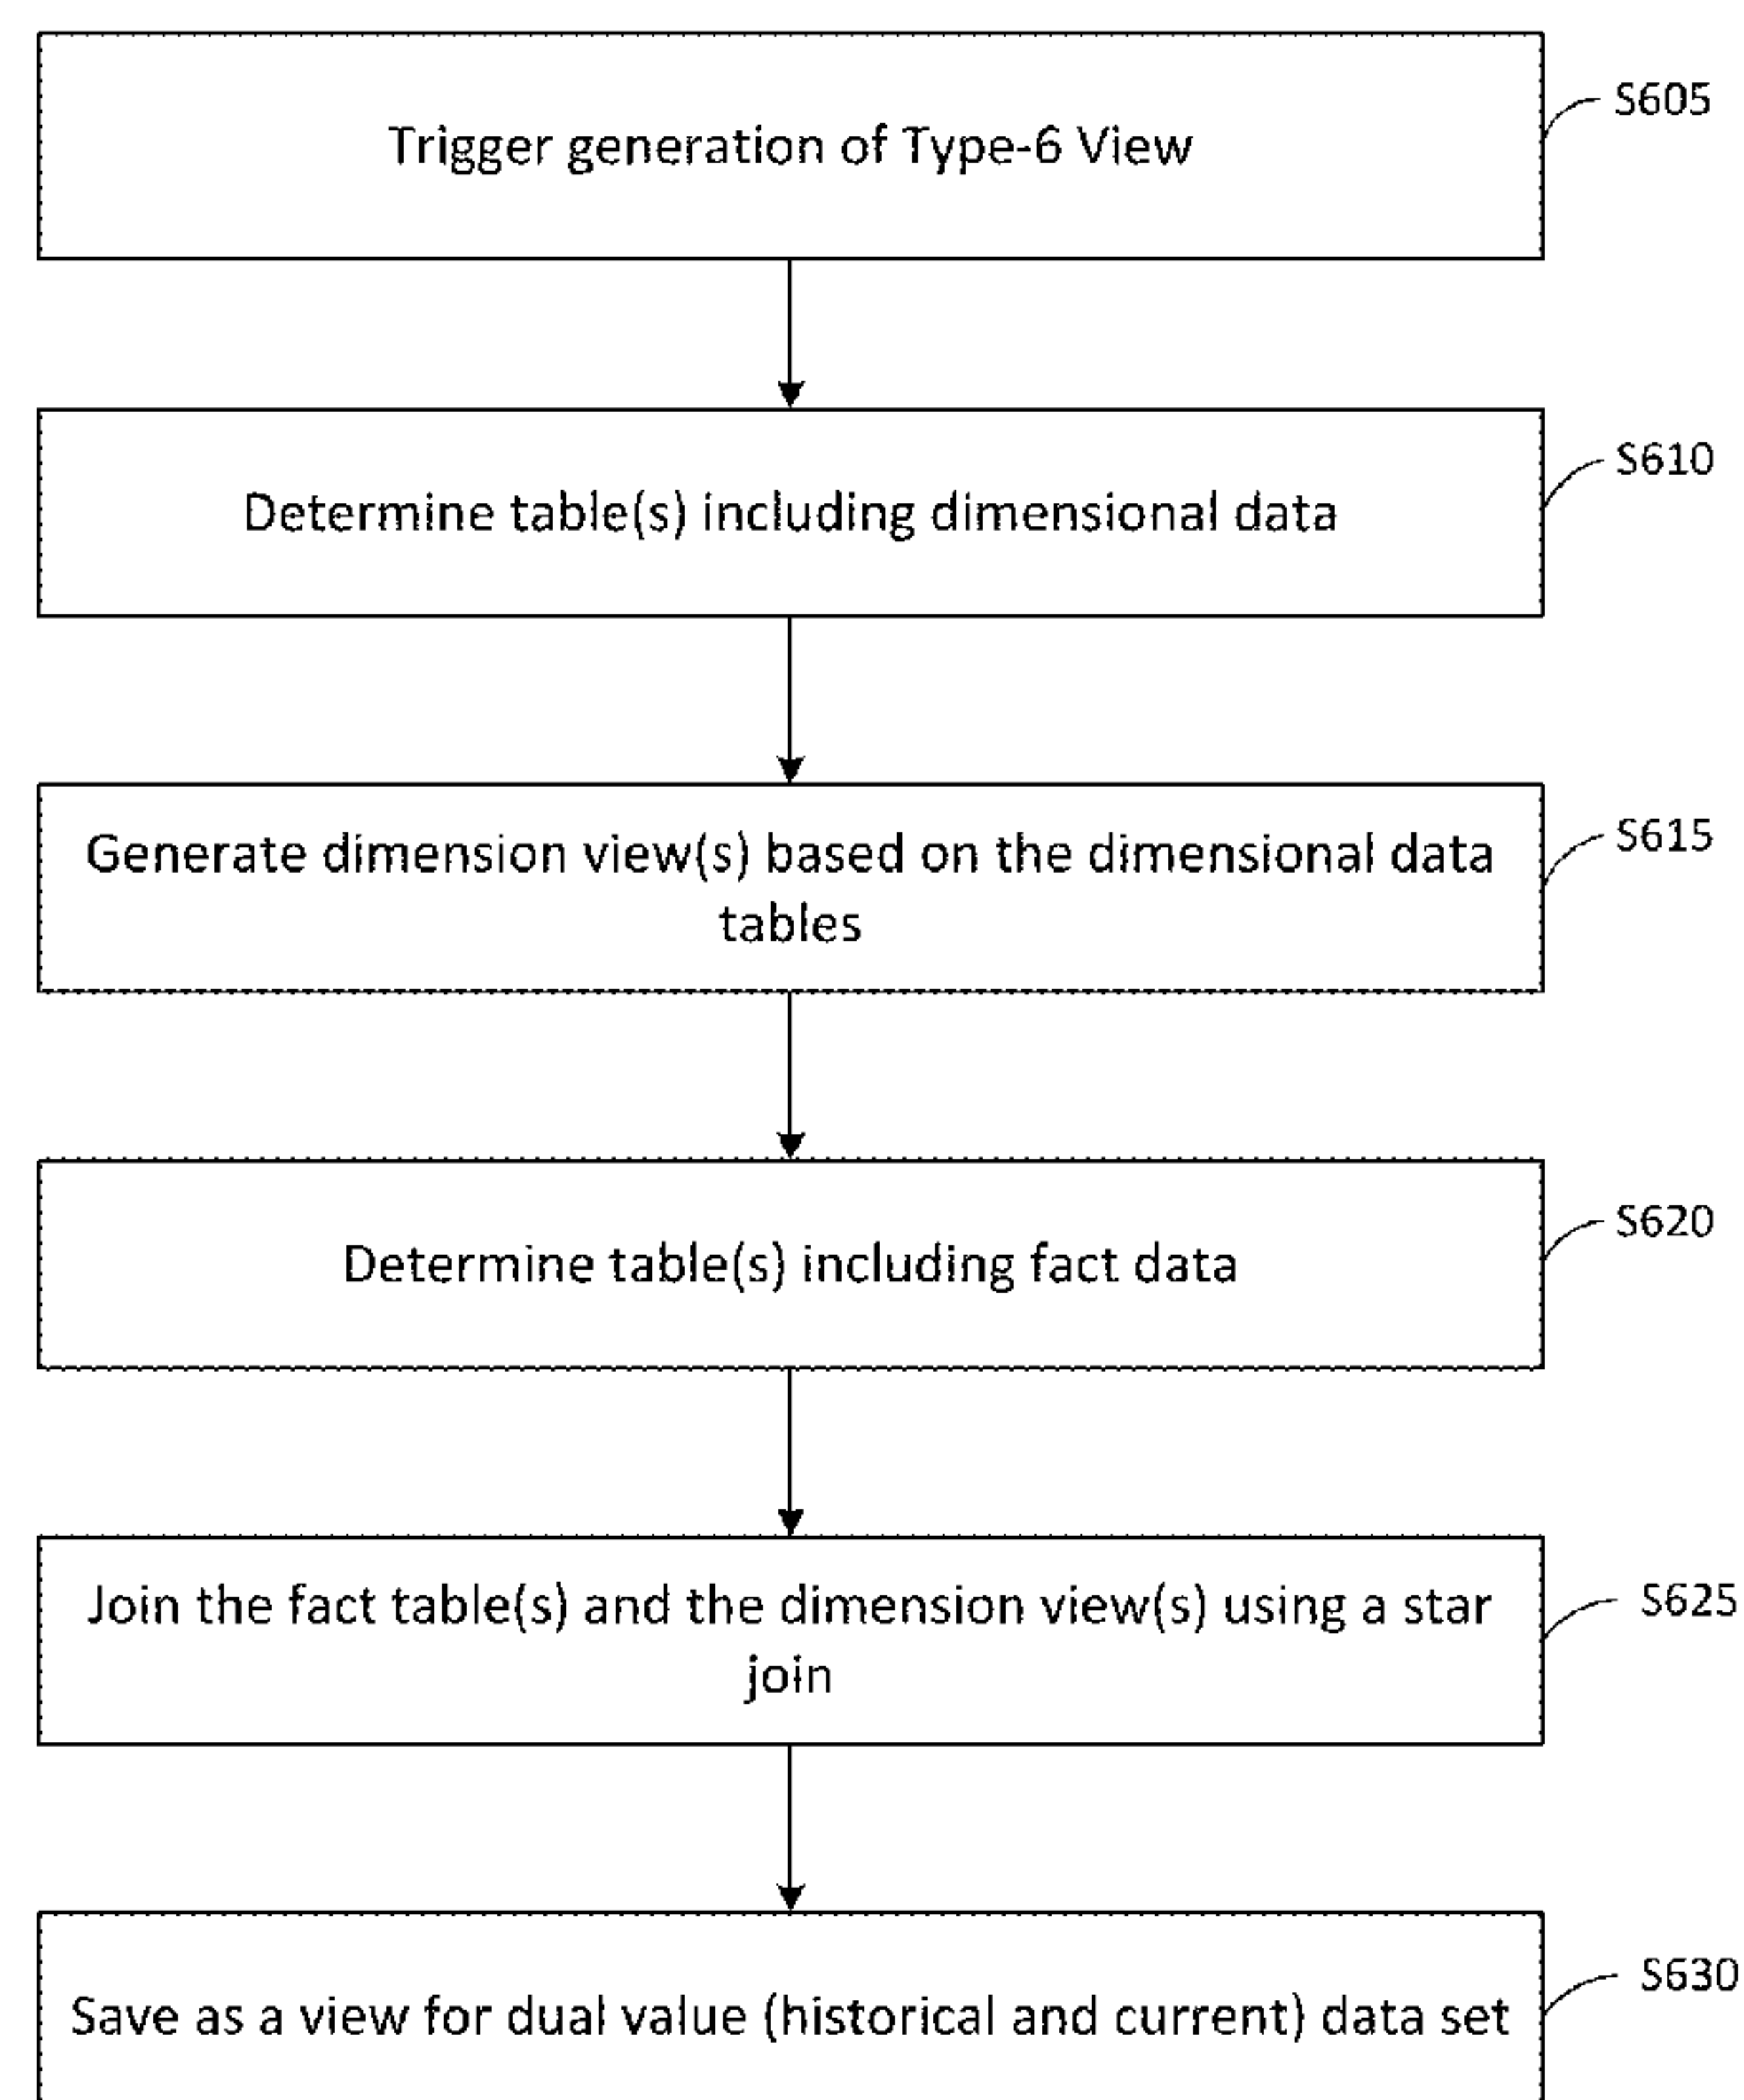 Trigger generation of Type-6 View
S605
Determine table(s) including dimensional data
S610
Generate dimension view(s) based on the dimensional data
tables
S615
Determine table(s) including fact data
S620
Join the fact table(s) and the dimension view(s) using a star
join
S625
Save as a view for dual value (historical and current) data set
S630